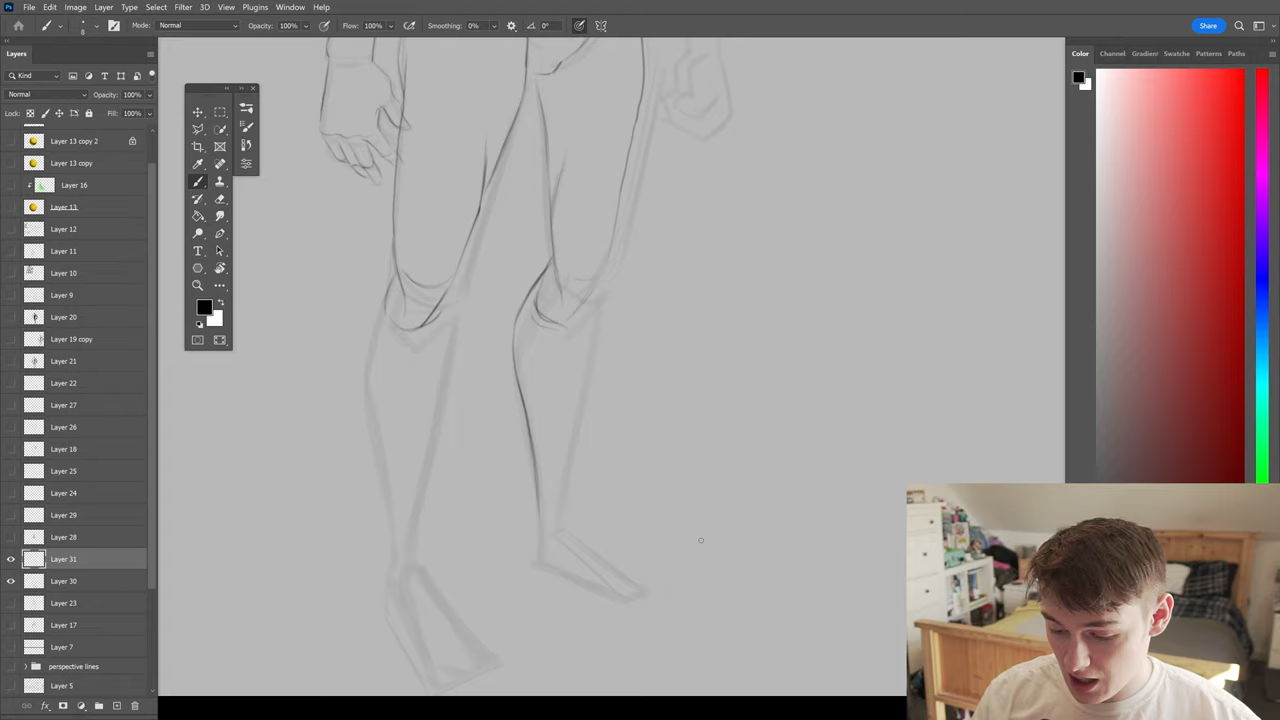 File Edit Image Layer Type Select Filter 3D View Plugins Window Help
Mode: Normal Opacity: 100% Flow: 100% Smoothing: 0% 0° Share
Layers
Kind
Normal Opacity: 100%
Lock: Fill: 100%
Layer 13 copy 2
Layer 13 copy
Layer 16
Layer 13
Layer 12
Layer 11
Layer 10
Layer 9
Layer 20
Layer 19 copy
Layer 21
Layer 22
Layer 27
Layer 26
Layer 18
Layer 25
Layer 24
Layer 29
Layer 28
Layer 31
Layer 30
Layer 23
Layer 17
Layer 7
perspective lines
Layer 5
Color Channel Gradien Swatche Patterns Paths